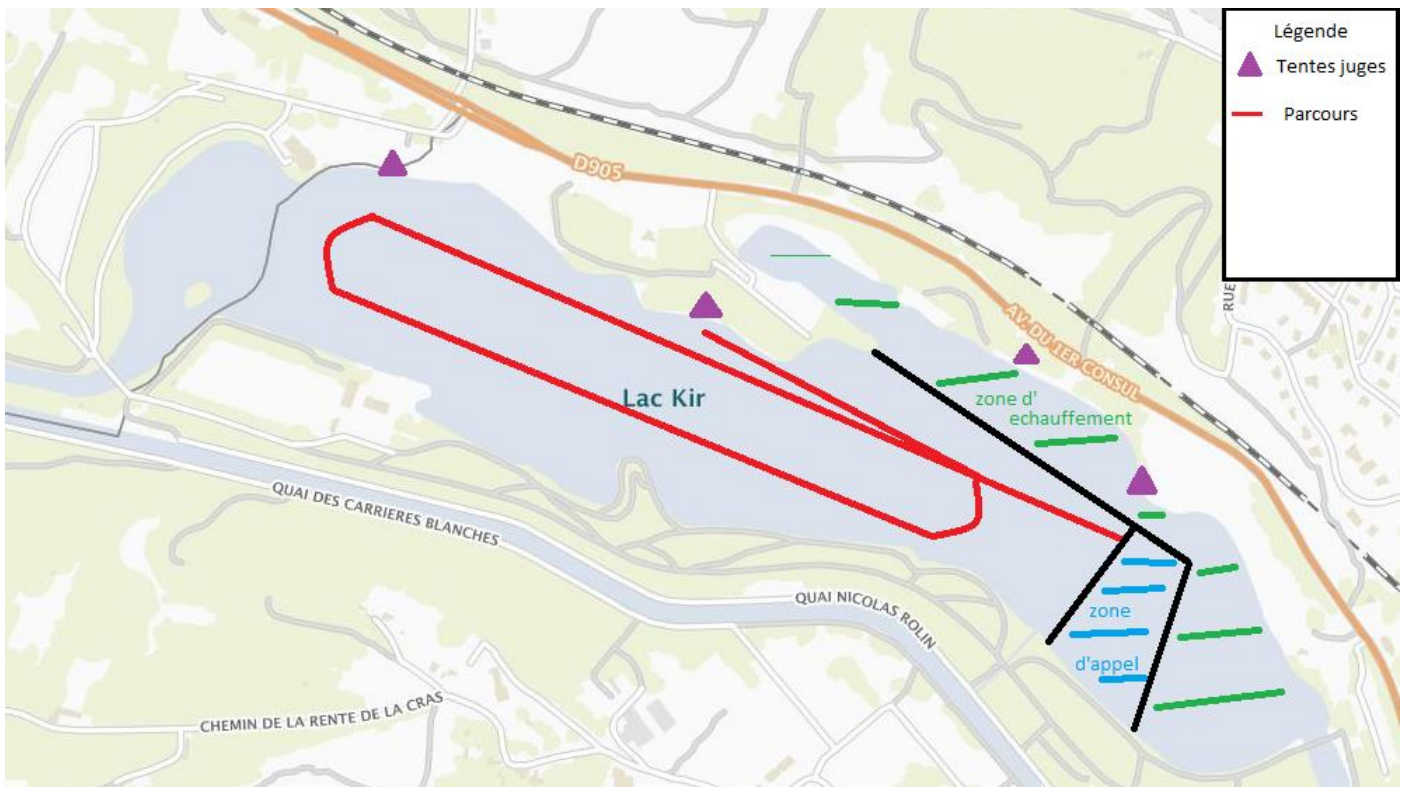 Légende
Tentes juges
Parcours
D905
AV. DU 1ER CONSUL
RUE
Lac Kir
zone d'
echauffement
QUAI DES CARRIERES BLANCHES
QUAI NICOLAS ROLIN
zone
d'appel
CHEMIN DE LA RENTE DE LA CRAS